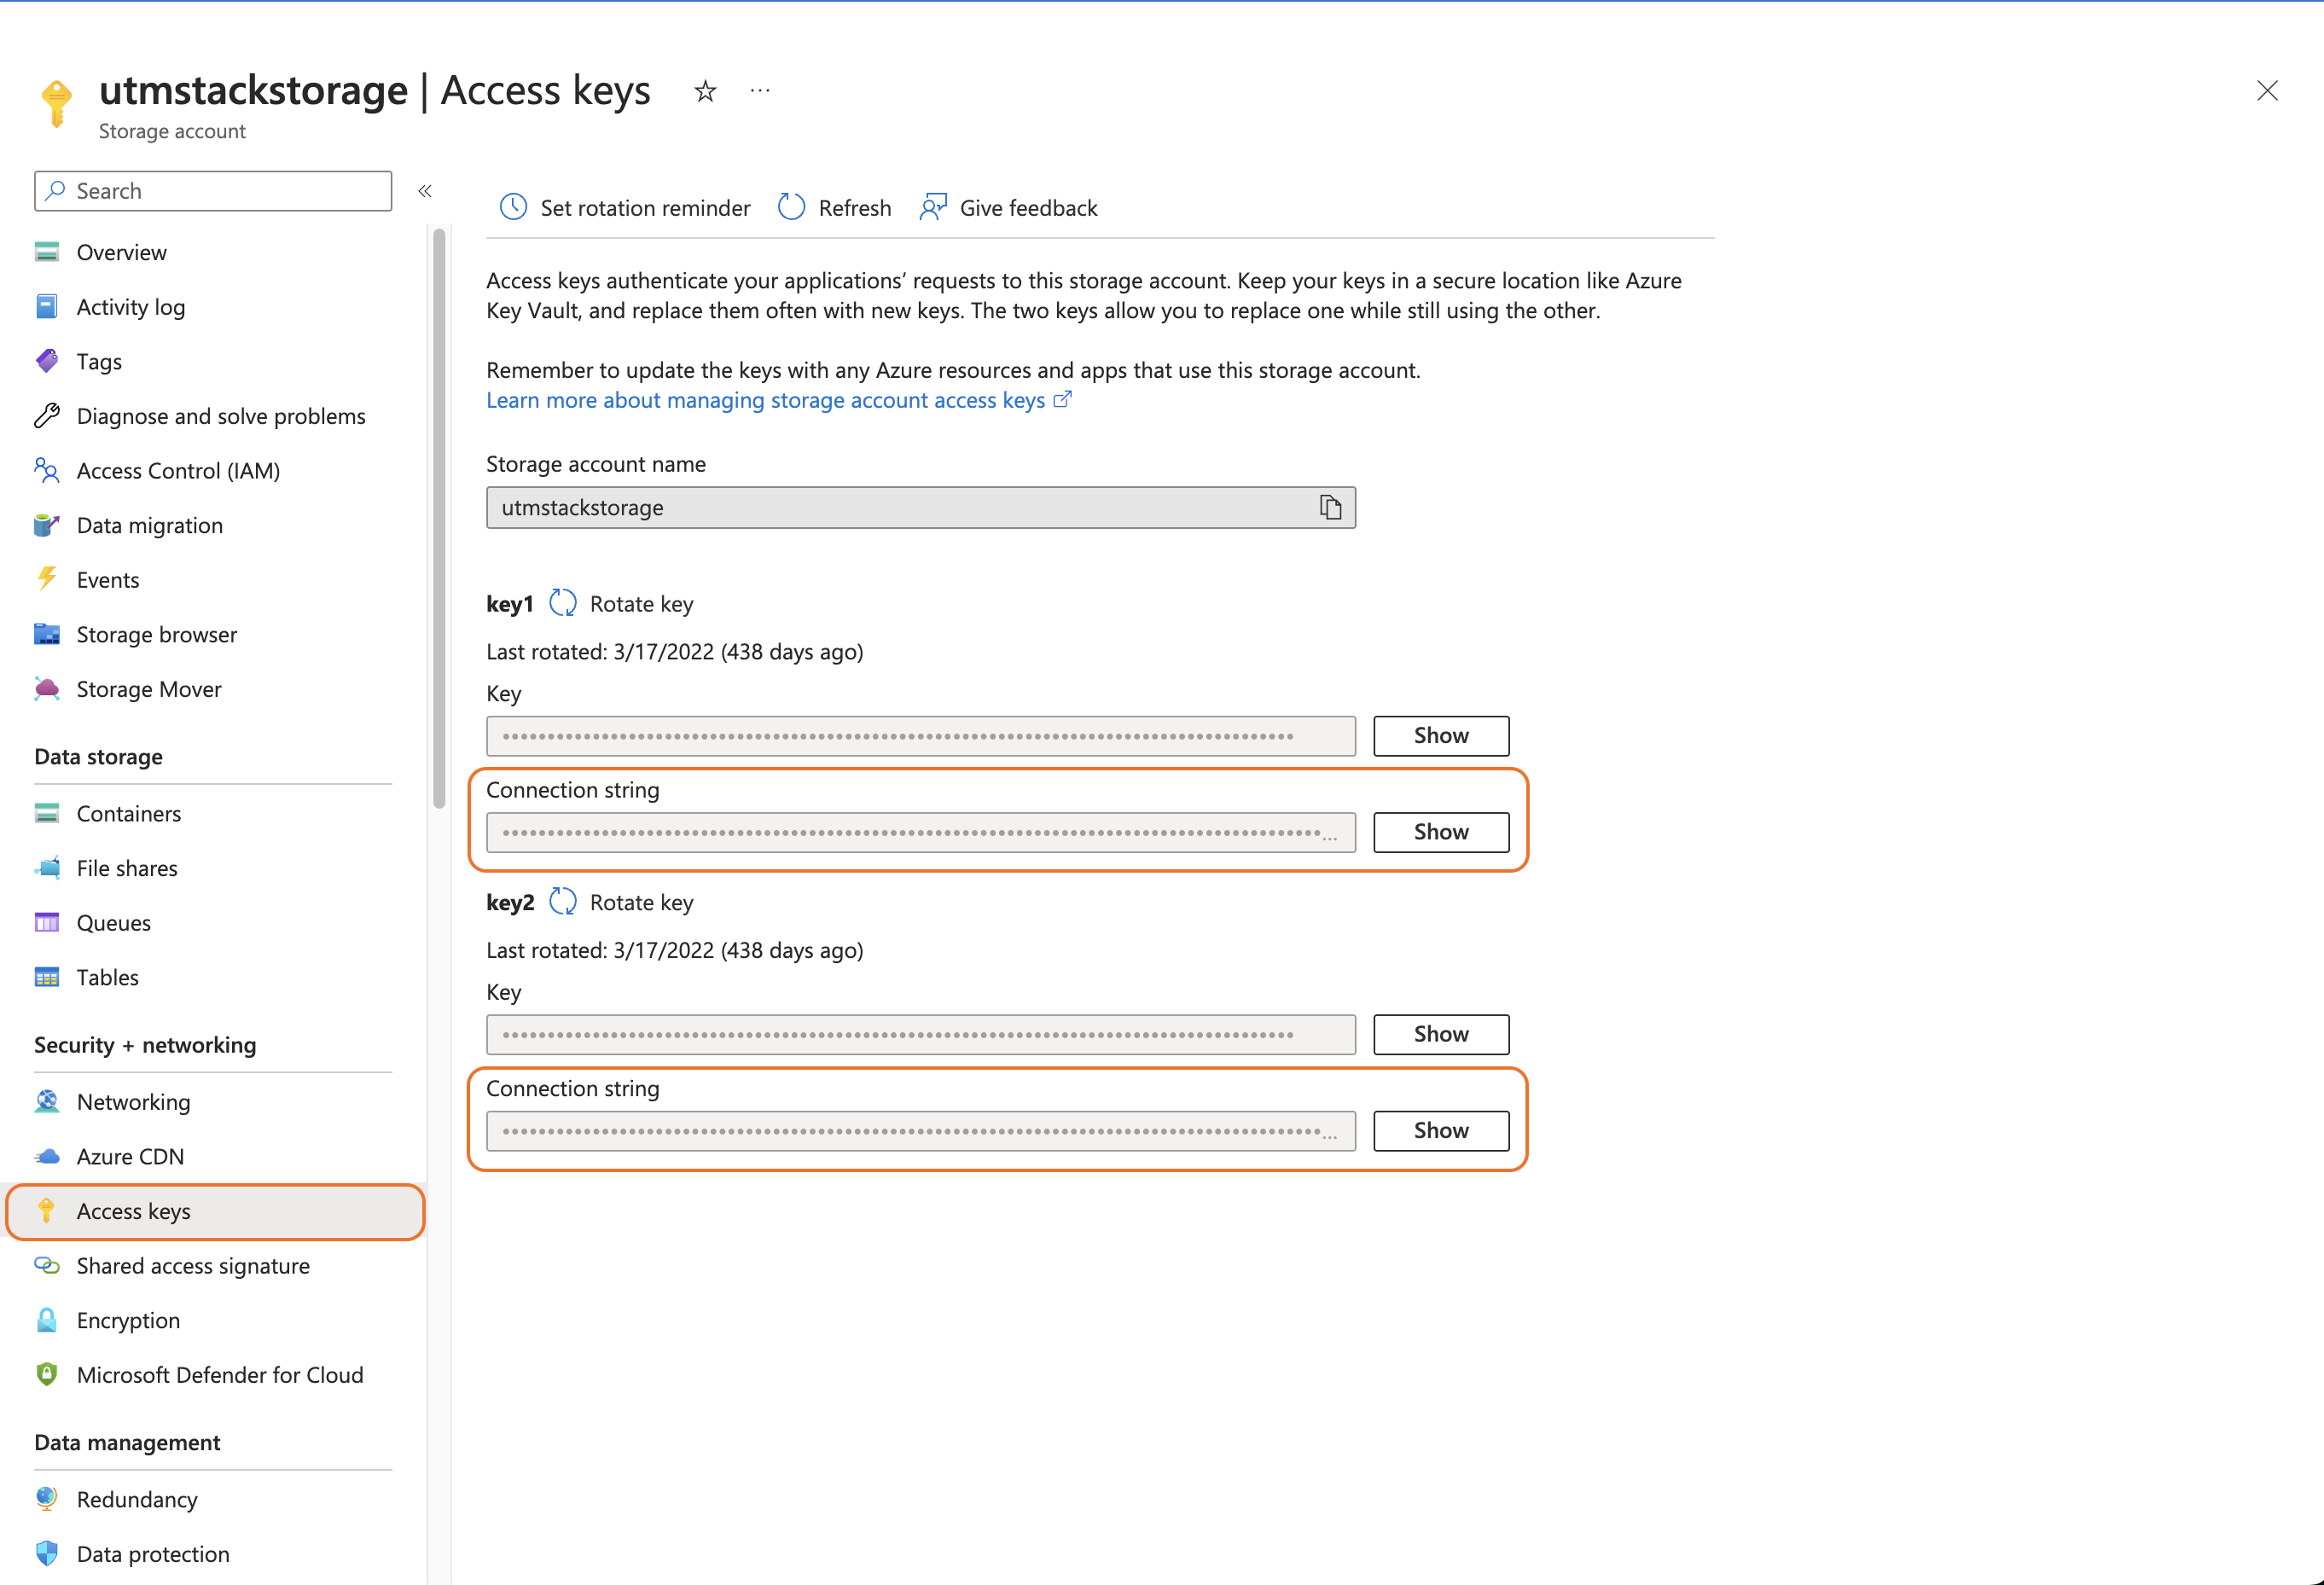 utmstackstorage | Access keys ☆ ···
Storage account
Search
«
Overview
Activity log
Tags
Diagnose and solve problems
Access Control (IAM)
Data migration
Events
Storage browser
Storage Mover
Data storage
Containers
File shares
Queues
Tables
Security + networking
Networking
Azure CDN
Access keys
Shared access signature
Encryption
Microsoft Defender for Cloud
Data management
Redundancy
Data protection
Set rotation reminder Refresh Give feedback
Access keys authenticate your applications’ requests to this storage account. Keep your keys in a secure location like Azure
Key Vault, and replace them often with new keys. The two keys allow you to replace one while still using the other.
Remember to update the keys with any Azure resources and apps that use this storage account.
Learn more about managing storage account access keys
Storage account name
utmstackstorage
key1 Rotate key
Last rotated: 3/17/2022 (438 days ago)
Key
Show
Connection string
Show
key2 Rotate key
Last rotated: 3/17/2022 (438 days ago)
Key
Show
Connection string
Show